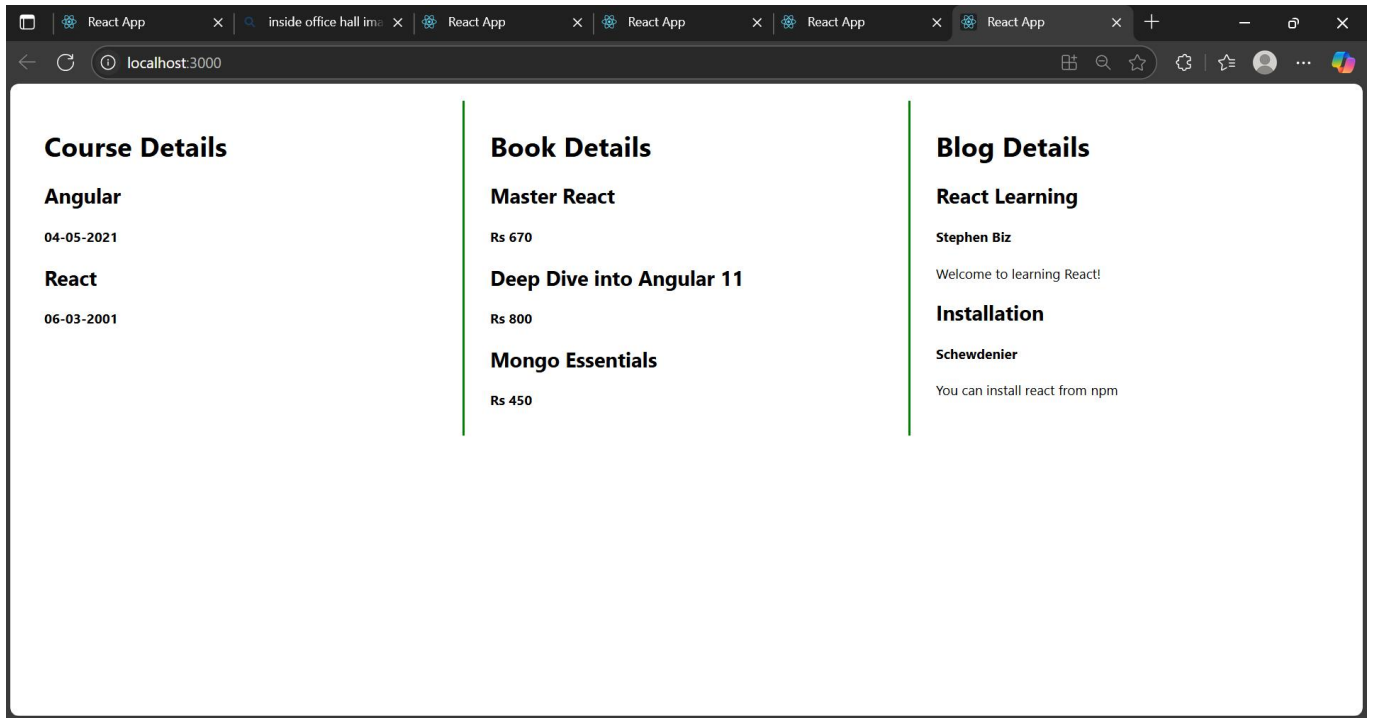 React App
inside office hall ima
React App
React App
React App
React App
localhost:3000
Course Details
Angular
04-05-2021
React
06-03-2001
Book Details
Master React
Rs 670
Deep Dive into Angular 11
Rs 800
Mongo Essentials
Rs 450
Blog Details
React Learning
Stephen Biz
Welcome to learning React!
Installation
Schewdenier
You can install react from npm